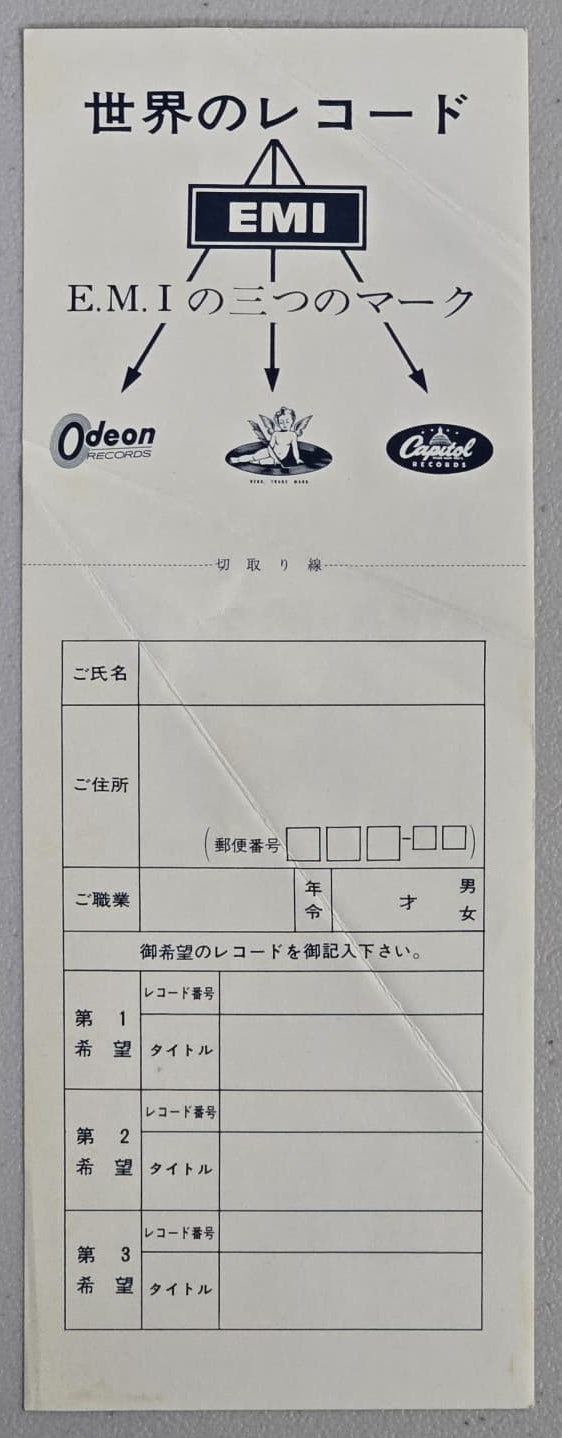 世界のレコード
EMI
E.M.Iの三つのマーク
Odeon
RECORDS
REGD. TRADE MARK
Capitol
RECORDS
切取り線
ご氏名
ご住所
(郵便番号 - )
ご職業
年令
才
男
女
御希望のレコードを御記入下さい。
第1希望
レコード番号
タイトル
第2希望
レコード番号
タイトル
第3希望
レコード番号
タイトル